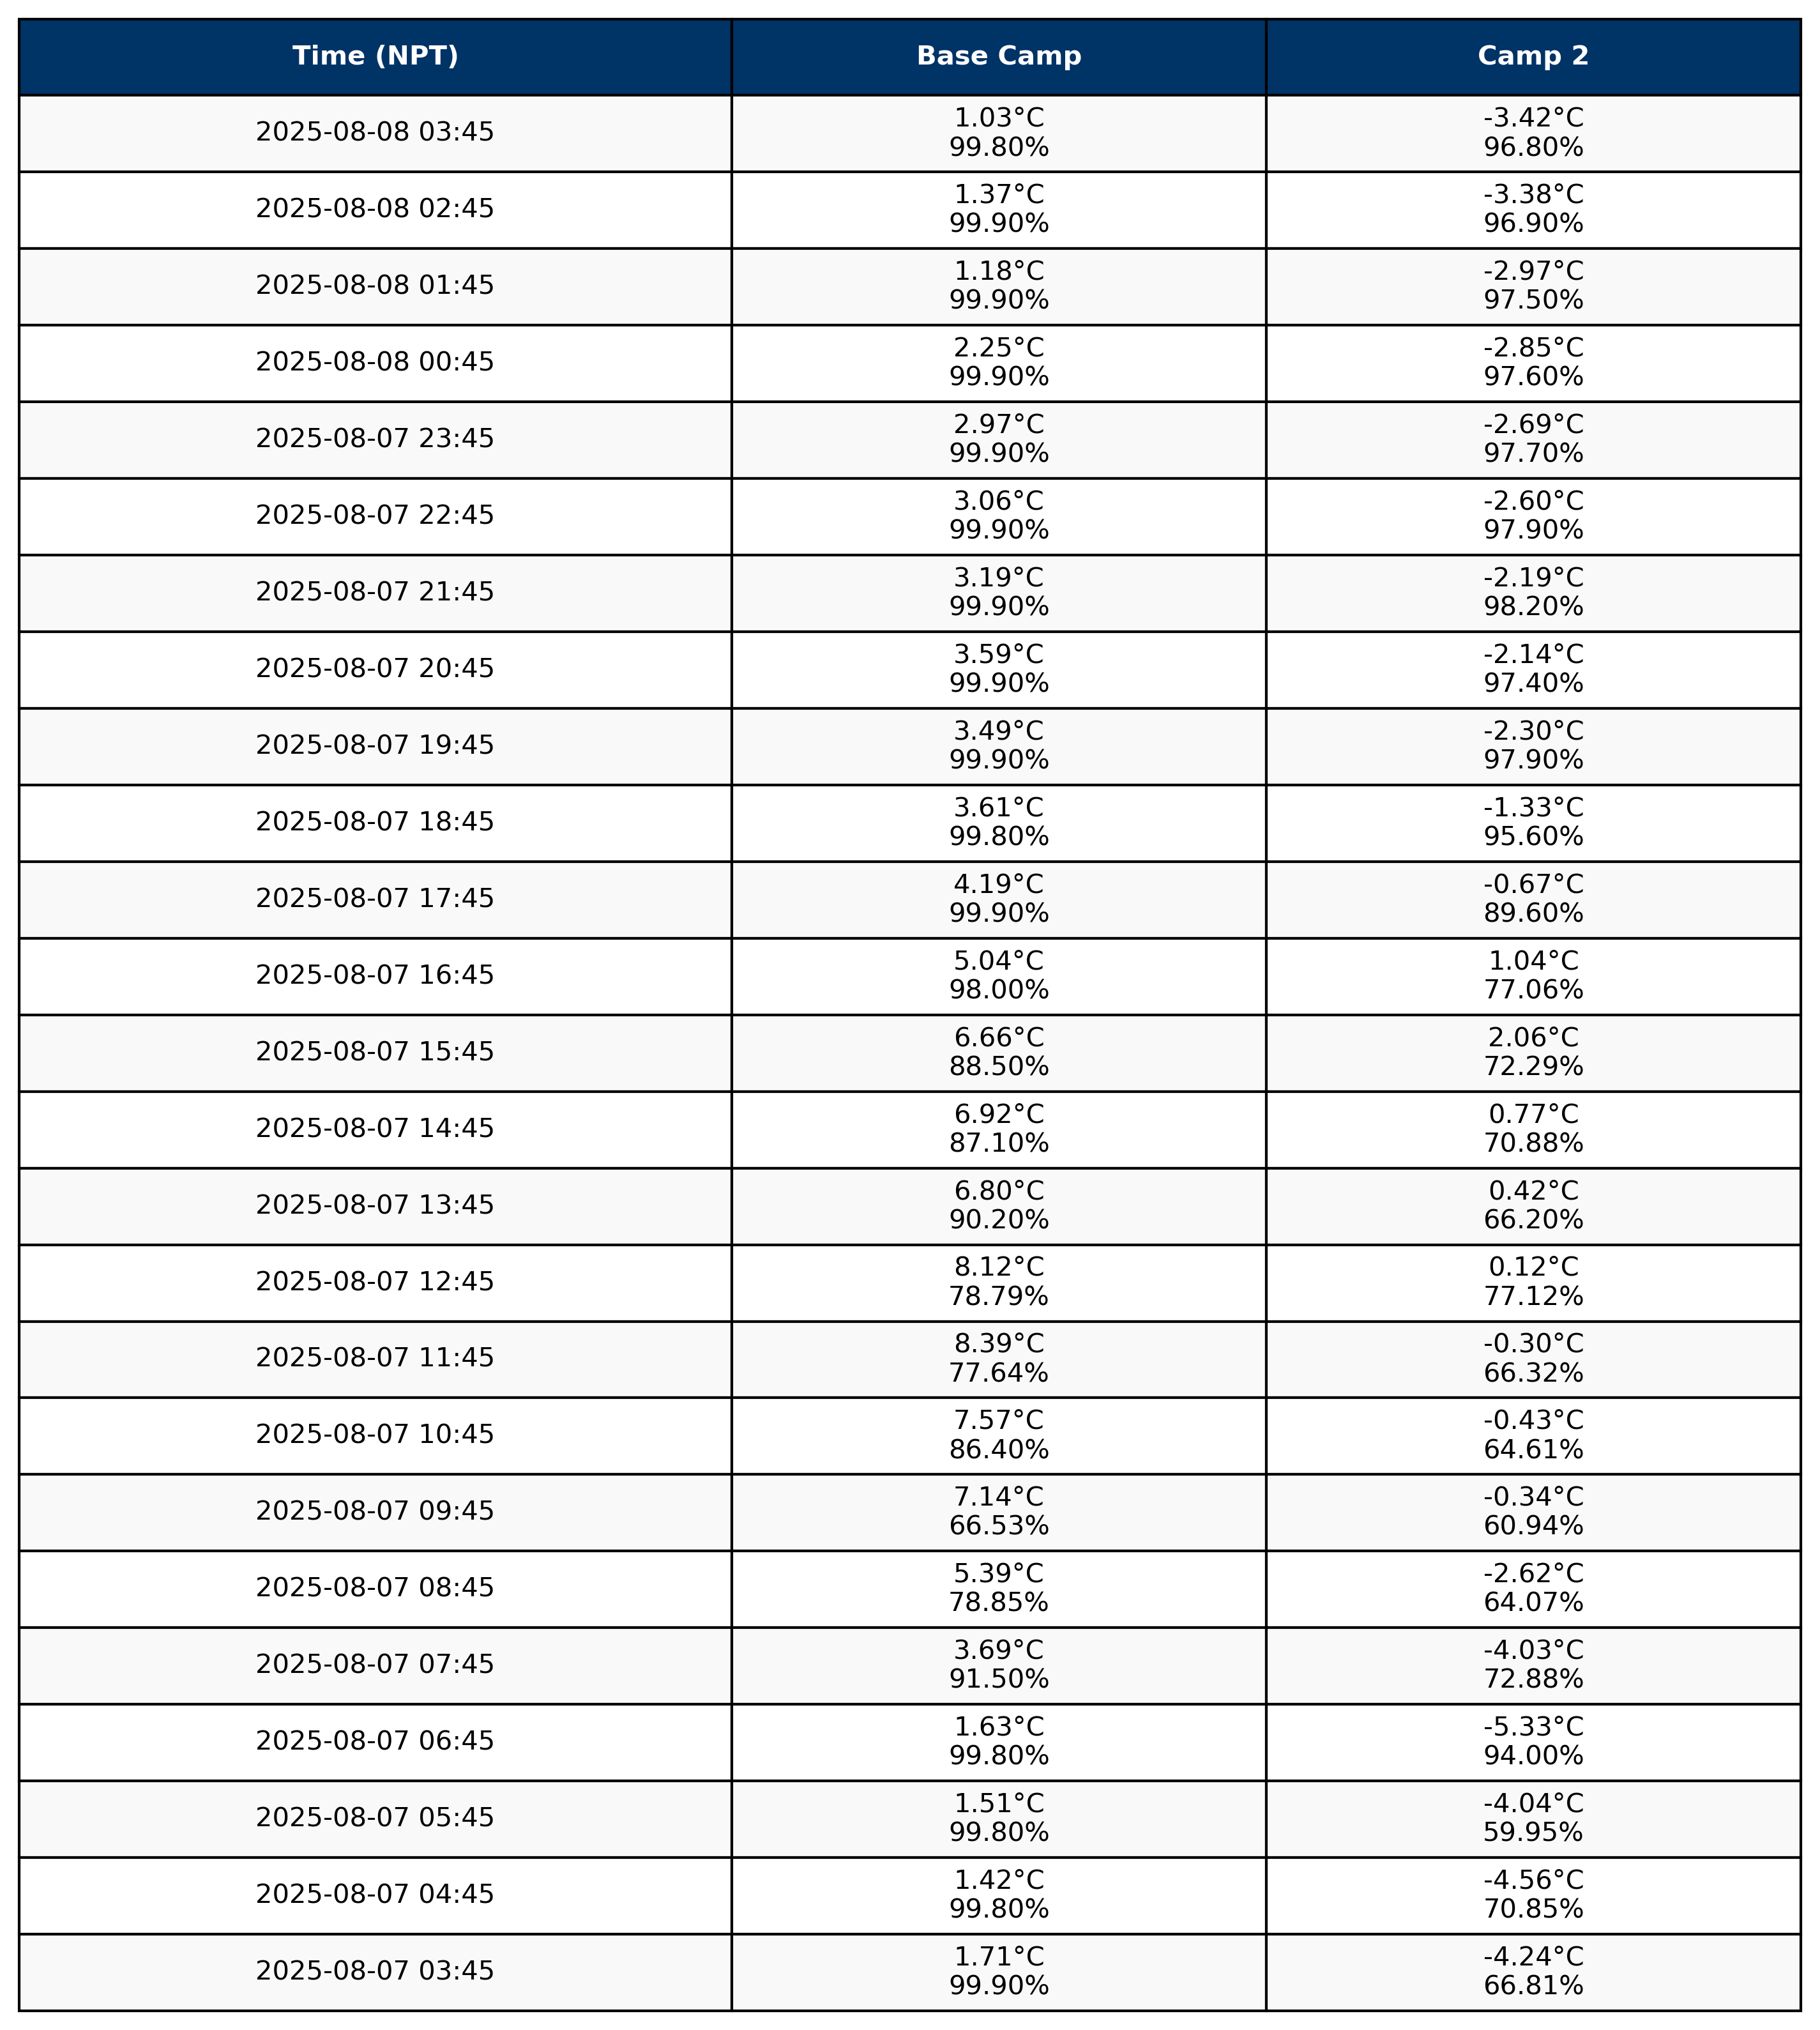 Time (NPT) Base Camp Camp 2
2025-08-08 03:45 1.03°C -3.42°C
99.80% 96.80%
2025-08-08 02:45 1.37°C -3.38°C
99.90% 96.90%
2025-08-08 01:45 1.18°C -2.97°C
99.90% 97.50%
2025-08-08 00:45 2.25°C -2.85°C
99.90% 97.60%
2025-08-07 23:45 2.97°C -2.69°C
99.90% 97.70%
2025-08-07 22:45 3.06°C -2.60°C
99.90% 97.90%
2025-08-07 21:45 3.19°C -2.19°C
99.90% 98.20%
2025-08-07 20:45 3.59°C -2.14°C
99.90% 97.40%
2025-08-07 19:45 3.49°C -2.30°C
99.90% 97.90%
2025-08-07 18:45 3.61°C -1.33°C
99.80% 95.60%
2025-08-07 17:45 4.19°C -0.67°C
99.90% 89.60%
2025-08-07 16:45 5.04°C 1.04°C
98.00% 77.06%
2025-08-07 15:45 6.66°C 2.06°C
88.50% 72.29%
2025-08-07 14:45 6.92°C 0.77°C
87.10% 70.88%
2025-08-07 13:45 6.80°C 0.42°C
90.20% 66.20%
2025-08-07 12:45 8.12°C 0.12°C
78.79% 77.12%
2025-08-07 11:45 8.39°C -0.30°C
77.64% 66.32%
2025-08-07 10:45 7.57°C -0.43°C
86.40% 64.61%
2025-08-07 09:45 7.14°C -0.34°C
66.53% 60.94%
2025-08-07 08:45 5.39°C -2.62°C
78.85% 64.07%
2025-08-07 07:45 3.69°C -4.03°C
91.50% 72.88%
2025-08-07 06:45 1.63°C -5.33°C
99.80% 94.00%
2025-08-07 05:45 1.51°C -4.04°C
99.80% 59.95%
2025-08-07 04:45 1.42°C -4.56°C
99.80% 70.85%
2025-08-07 03:45 1.71°C -4.24°C
99.90% 66.81%